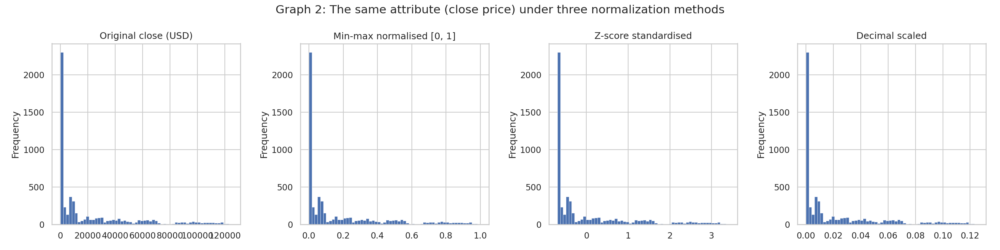 Graph 2: The same attribute (close price) under three normalization methods
Original close (USD)
Frequency
2000
1500
1000
500
0
0 20000 40000 60000 80000 100000 120000
Min-max normalised [0, 1]
Frequency
2000
1500
1000
500
0
0.0 0.2 0.4 0.6 0.8 1.0
Z-score standardised
Frequency
2000
1500
1000
500
0
0 1 2 3
Decimal scaled
Frequency
2000
1500
1000
500
0
0.00 0.02 0.04 0.06 0.08 0.10 0.12